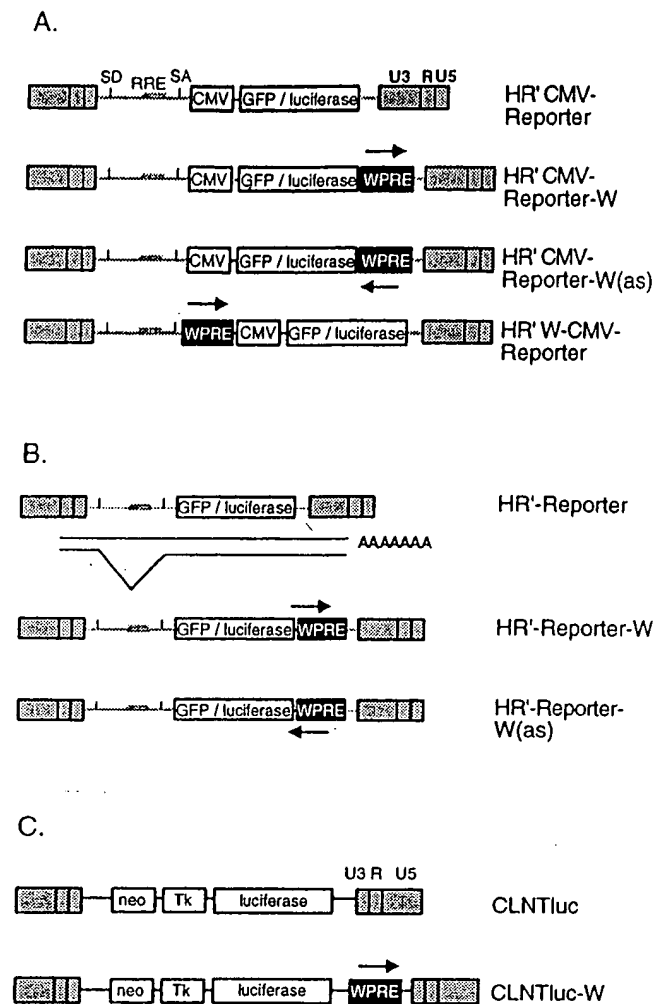 A.
SD RRE SA U3 R U5
CMV GFP / luciferase
HR' CMV-
Reporter
CMV GFP / luciferase WPRE
HR' CMV-
Reporter-W
CMV GFP / luciferase WPRE
HR' CMV-
Reporter-W(as)
WPRE CMV GFP / luciferase
HR' W-CMV-
Reporter
B.
GFP / luciferase
HR'-Reporter
AAAAAAA
GFP / luciferase WPRE
HR'-Reporter-W
GFP / luciferase WPRE
HR'-Reporter-
W(as)
C.
U3 R U5
neo Tk luciferase
CLNTluc
neo Tk luciferase WPRE
CLNTluc-W